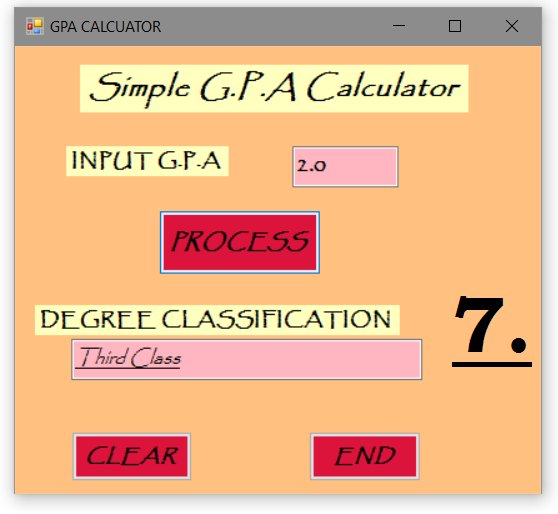 GPA CALCUATOR
Simple G.P.A Calculator
INPUT G.P.A
2.0
PROCESS
DEGREE CLASSIFICATION
Third Class
7.
CLEAR
END